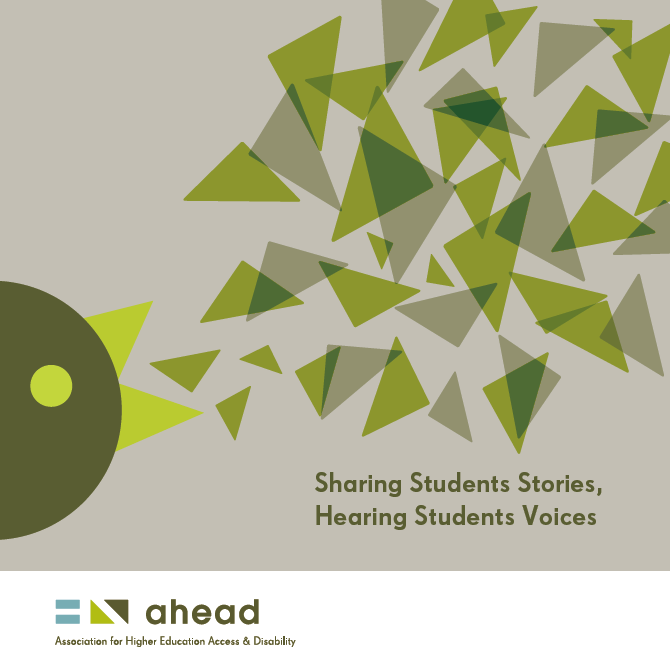 Sharing Students Stories,
Hearing Students Voices
ahead
Association for Higher Education Access & Disability